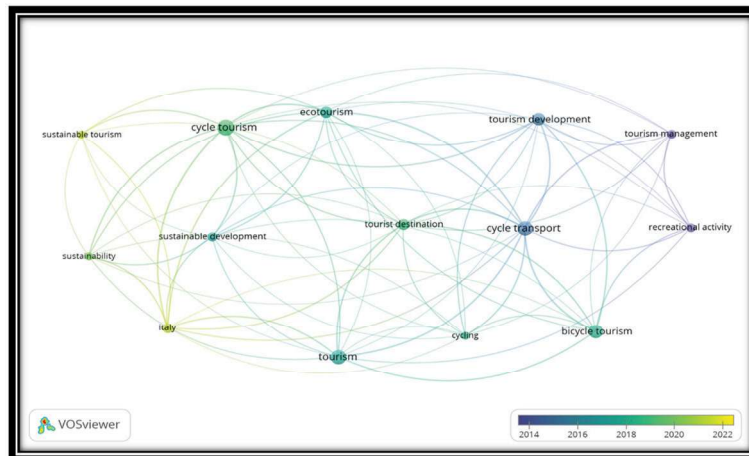 ecotourism
tourism development
cycle tourism
sustainable tourism
tourism management
tourist destination
cycle transport
recreational activity
sustainable development
sustainability
italy
cycling
bicycle tourism
tourism
VOSviewer
2014 2016 2018 2020 2022